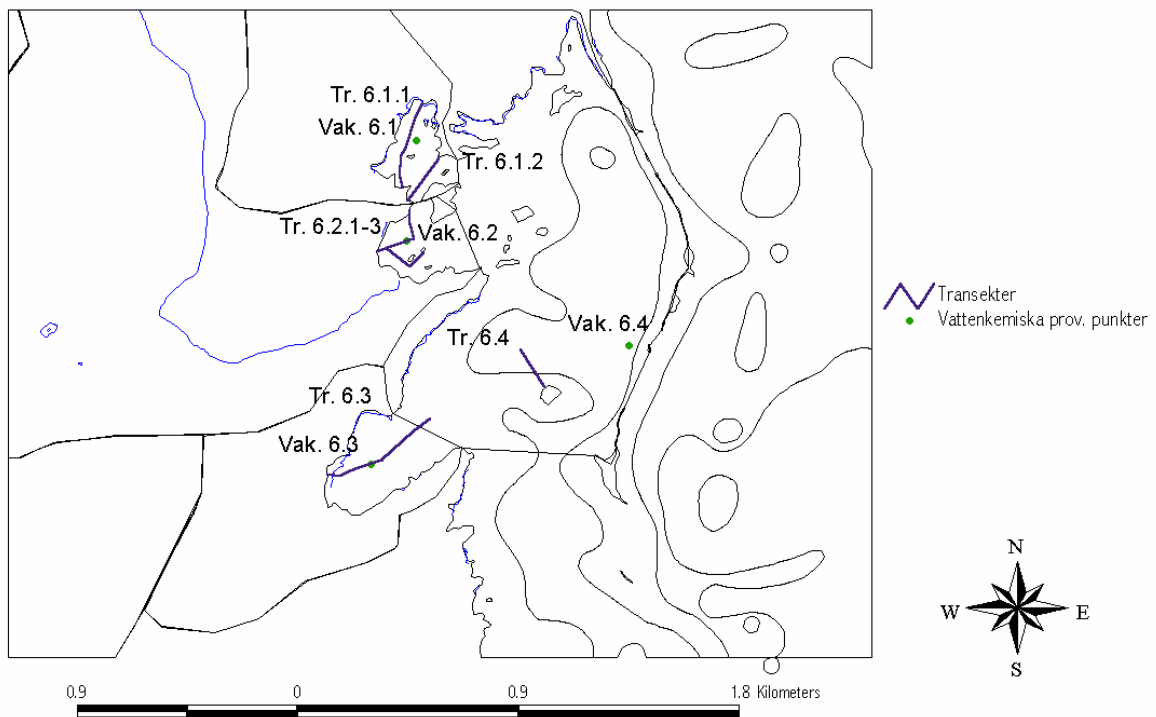 Tr. 6.1.1
Vak. 6.1
Tr. 6.1.2
Tr. 6.2.1-3
Vak. 6.2
Transekter
Vattenkemiska prov. punkter
Vak. 6.4
Tr. 6.4
Tr. 6.3
Vak. 6.3
N
W
E
S
0.9
0
0.9
1.8 Kilometers